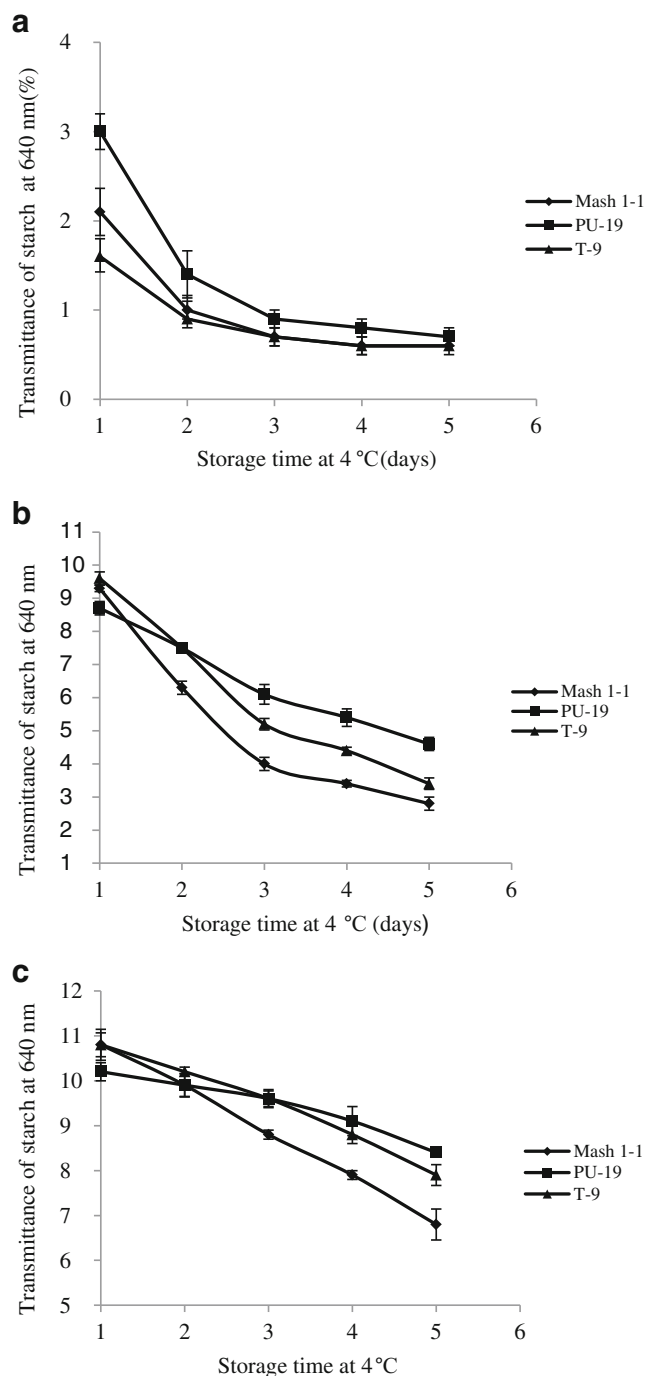 a
Transmittance of starch at 640 nm(%)
4
3
2
1
0
1 2 3 4 5 6
Storage time at 4 °C(days)
Mash 1-1
PU-19
T-9
b
Transmittance of starch at 640 nm
11
10
9
8
7
6
5
4
3
2
1
1 2 3 4 5 6
Storage time at 4 °C (days)
Mash 1-1
PU-19
T-9
c
Transmittance of starch at 640 nm
12
11
10
9
8
7
6
5
1 2 3 4 5 6
Storage time at 4°C
Mash 1-1
PU-19
T-9